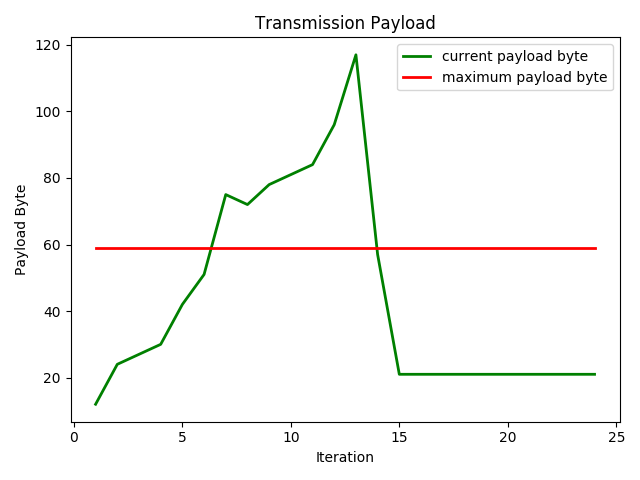 Transmission Payload
current payload byte
maximum payload byte
120
100
80
60
40
20
Payload Byte
0 5 10 15 20 25
Iteration